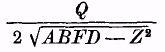 Q
2 √ABFD — Z²